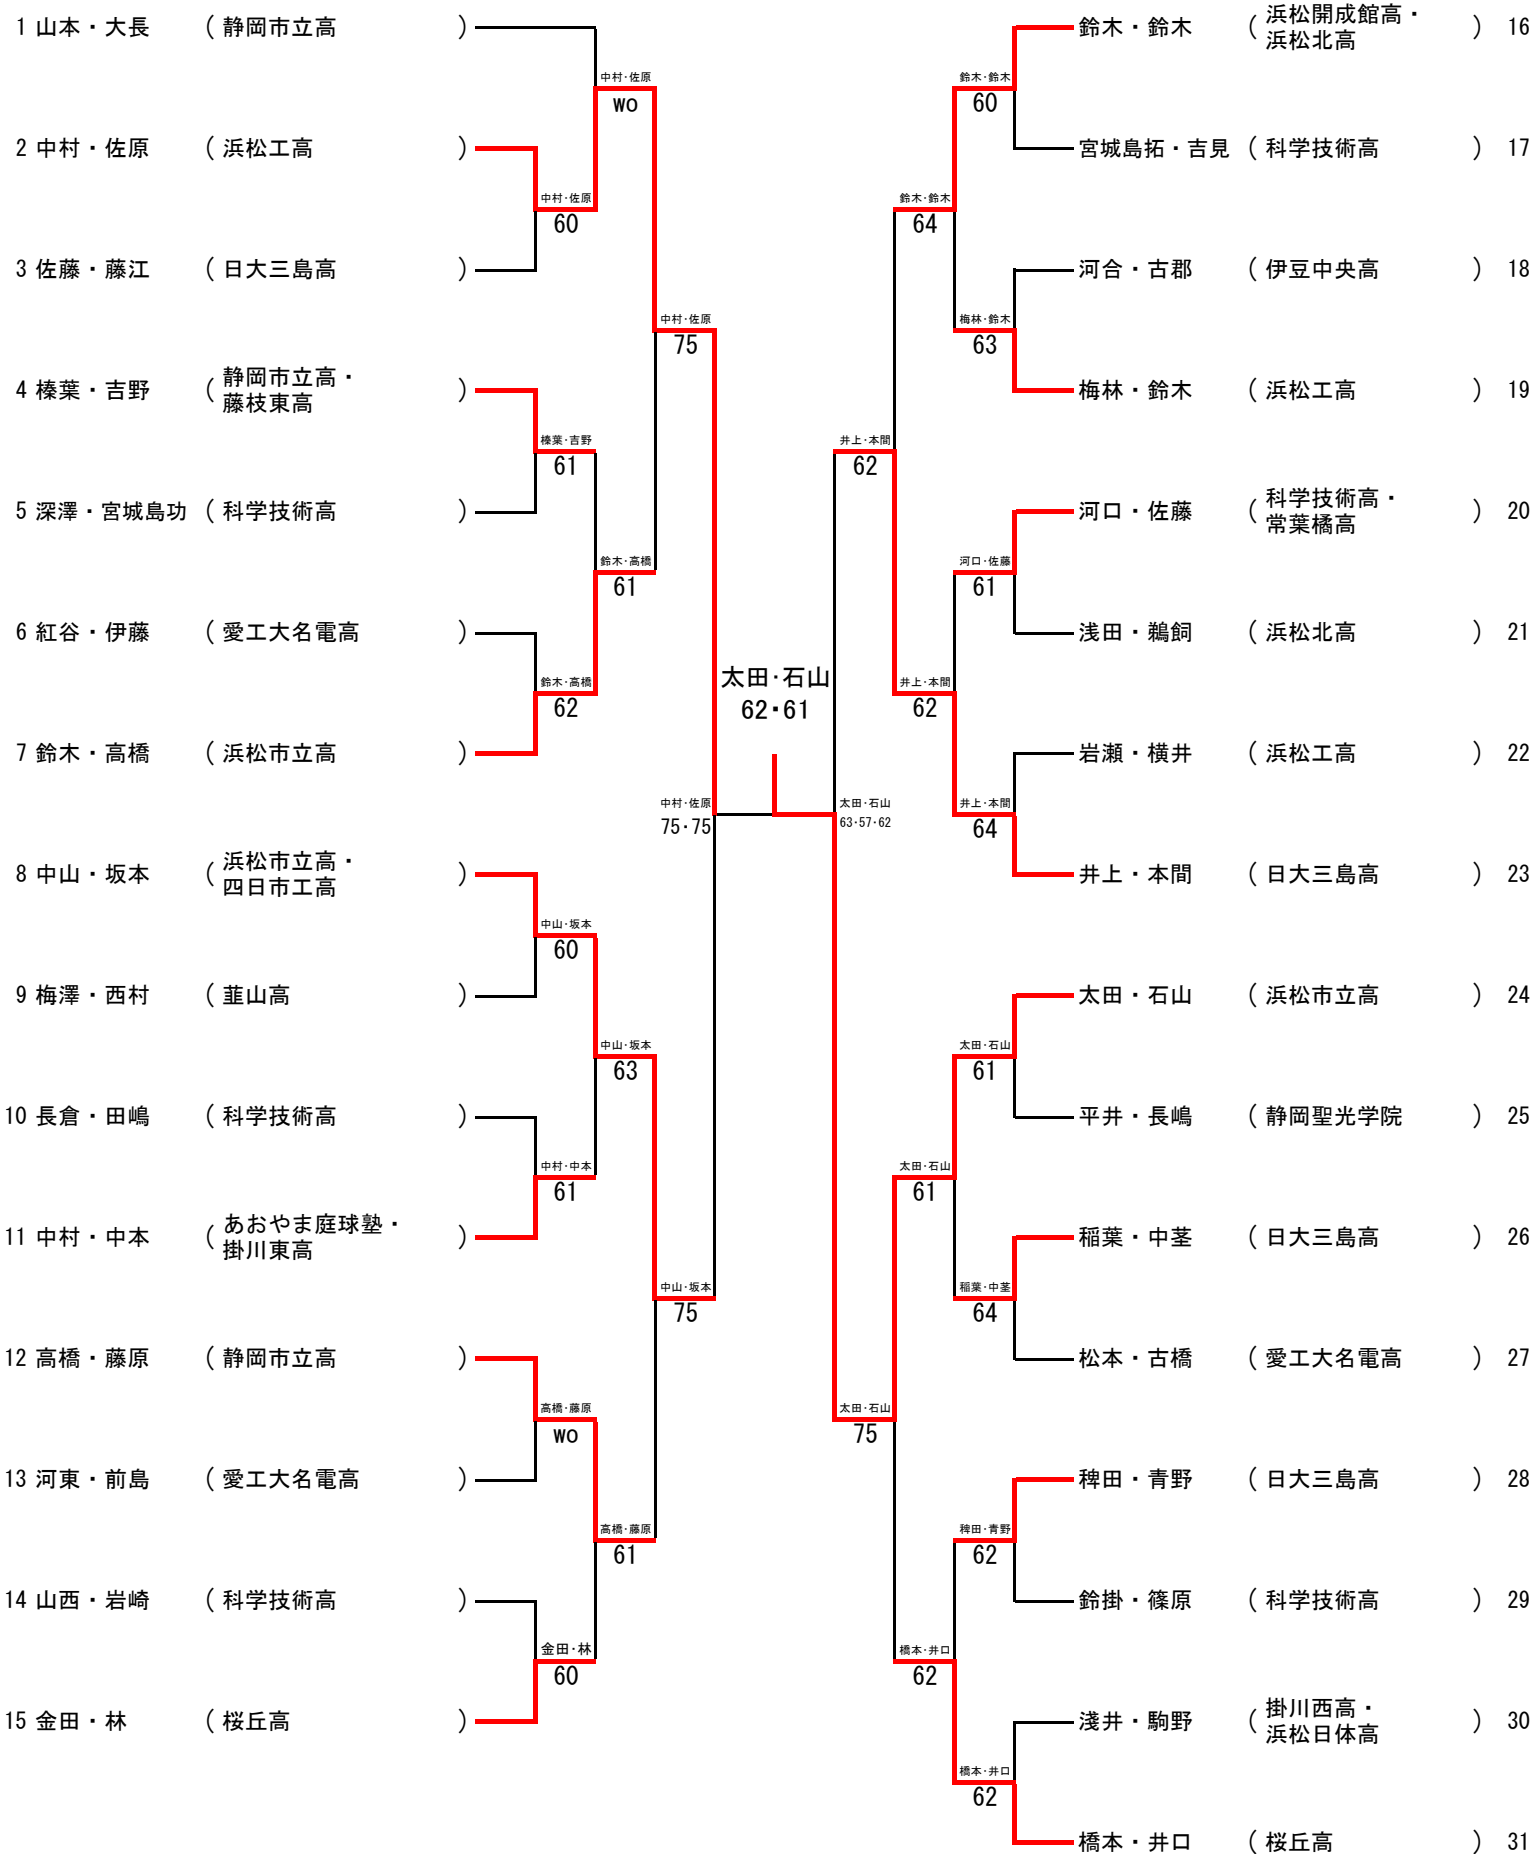 1 山本・大長 ( 静岡市立高 )
2 中村・佐原 ( 浜松工高 )
3 佐藤・藤江 ( 日大三島高 )
4 榛葉・吉野 ( 静岡市立高・
藤枝東高 )
5 深澤・宮城島功 ( 科学技術高 )
6 紅谷・伊藤 ( 愛工大名電高 )
7 鈴木・高橋 ( 浜松市立高 )
8 中山・坂本 ( 浜松市立高・
四日市工高 )
9 梅澤・西村 ( 韮山高 )
10 長倉・田嶋 ( 科学技術高 )
11 中村・中本 ( あおやま庭球塾・
掛川東高 )
12 高橋・藤原 ( 静岡市立高 )
13 河東・前島 ( 愛工大名電高 )
14 山西・岩崎 ( 科学技術高 )
15 金田・林 ( 桜丘高 )
中村・佐原
60
榛葉・吉野
61
鈴木・高橋
62
中山・坂本
60
中村・中本
61
高橋・藤原
WO
金田・林
60
中村・佐原
WO
鈴木・高橋
61
中山・坂本
63
高橋・藤原
61
中村・佐原
75
中山・坂本
75
中村・佐原
75・75
太田・石山
62・61
太田・石山
63・57・62
井上・本間
62
太田・石山
75
鈴木・鈴木
64
井上・本間
62
太田・石山
61
橋本・井口
62
鈴木・鈴木
60
梅林・鈴木
63
河口・佐藤
61
井上・本間
64
太田・石山
61
稲葉・中茎
64
稗田・青野
62
橋本・井口
62
鈴木・鈴木 ( 浜松開成館高・
浜松北高 ) 16
宮城島拓・吉見 ( 科学技術高 ) 17
河合・古郡 ( 伊豆中央高 ) 18
梅林・鈴木 ( 浜松工高 ) 19
河口・佐藤 ( 科学技術高・
常葉橘高 ) 20
浅田・鵜飼 ( 浜松北高 ) 21
岩瀬・横井 ( 浜松工高 ) 22
井上・本間 ( 日大三島高 ) 23
太田・石山 ( 浜松市立高 ) 24
平井・長嶋 ( 静岡聖光学院 ) 25
稲葉・中茎 ( 日大三島高 ) 26
松本・古橋 ( 愛工大名電高 ) 27
稗田・青野 ( 日大三島高 ) 28
鈴掛・篠原 ( 科学技術高 ) 29
淺井・駒野 ( 掛川西高・
浜松日体高 ) 30
橋本・井口 ( 桜丘高 ) 31